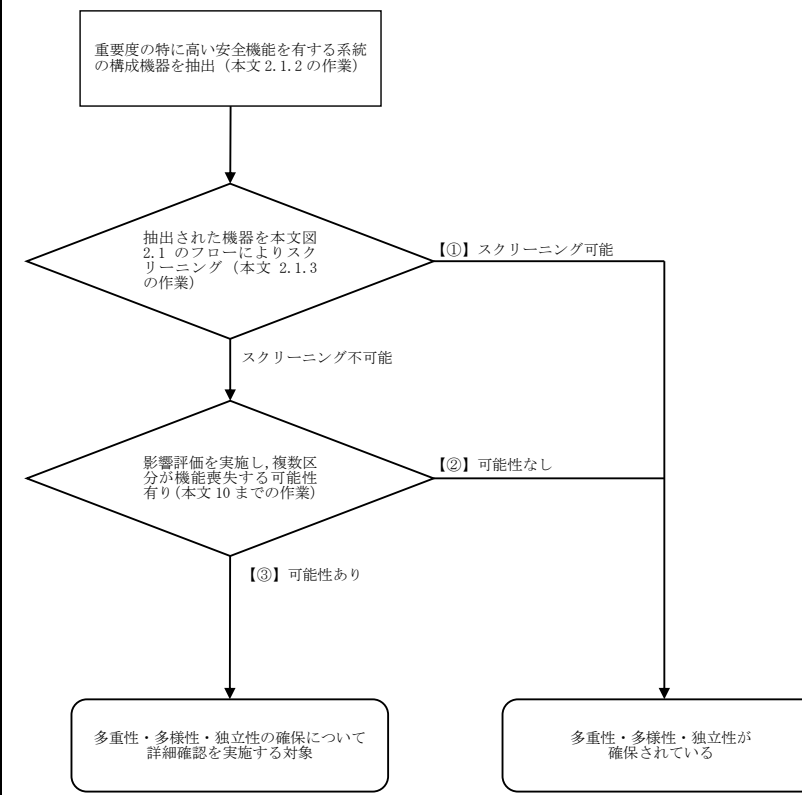 重要度の特に高い安全機能を有する系統
の構成機器を抽出（本文 2.1.2 の作業）
抽出された機器を本文図
2.1 のフローによりスク
リーニング（本文 2.1.3
の作業）
【①】スクリーニング可能
スクリーニング不可能
影響評価を実施し,複数区
分が機能喪失する可能性
有り(本文 10 までの作業)
【②】可能性なし
【③】可能性あり
多重性・多様性・独立性の確保について
詳細確認を実施する対象
多重性・多様性・独立性が
確保されている